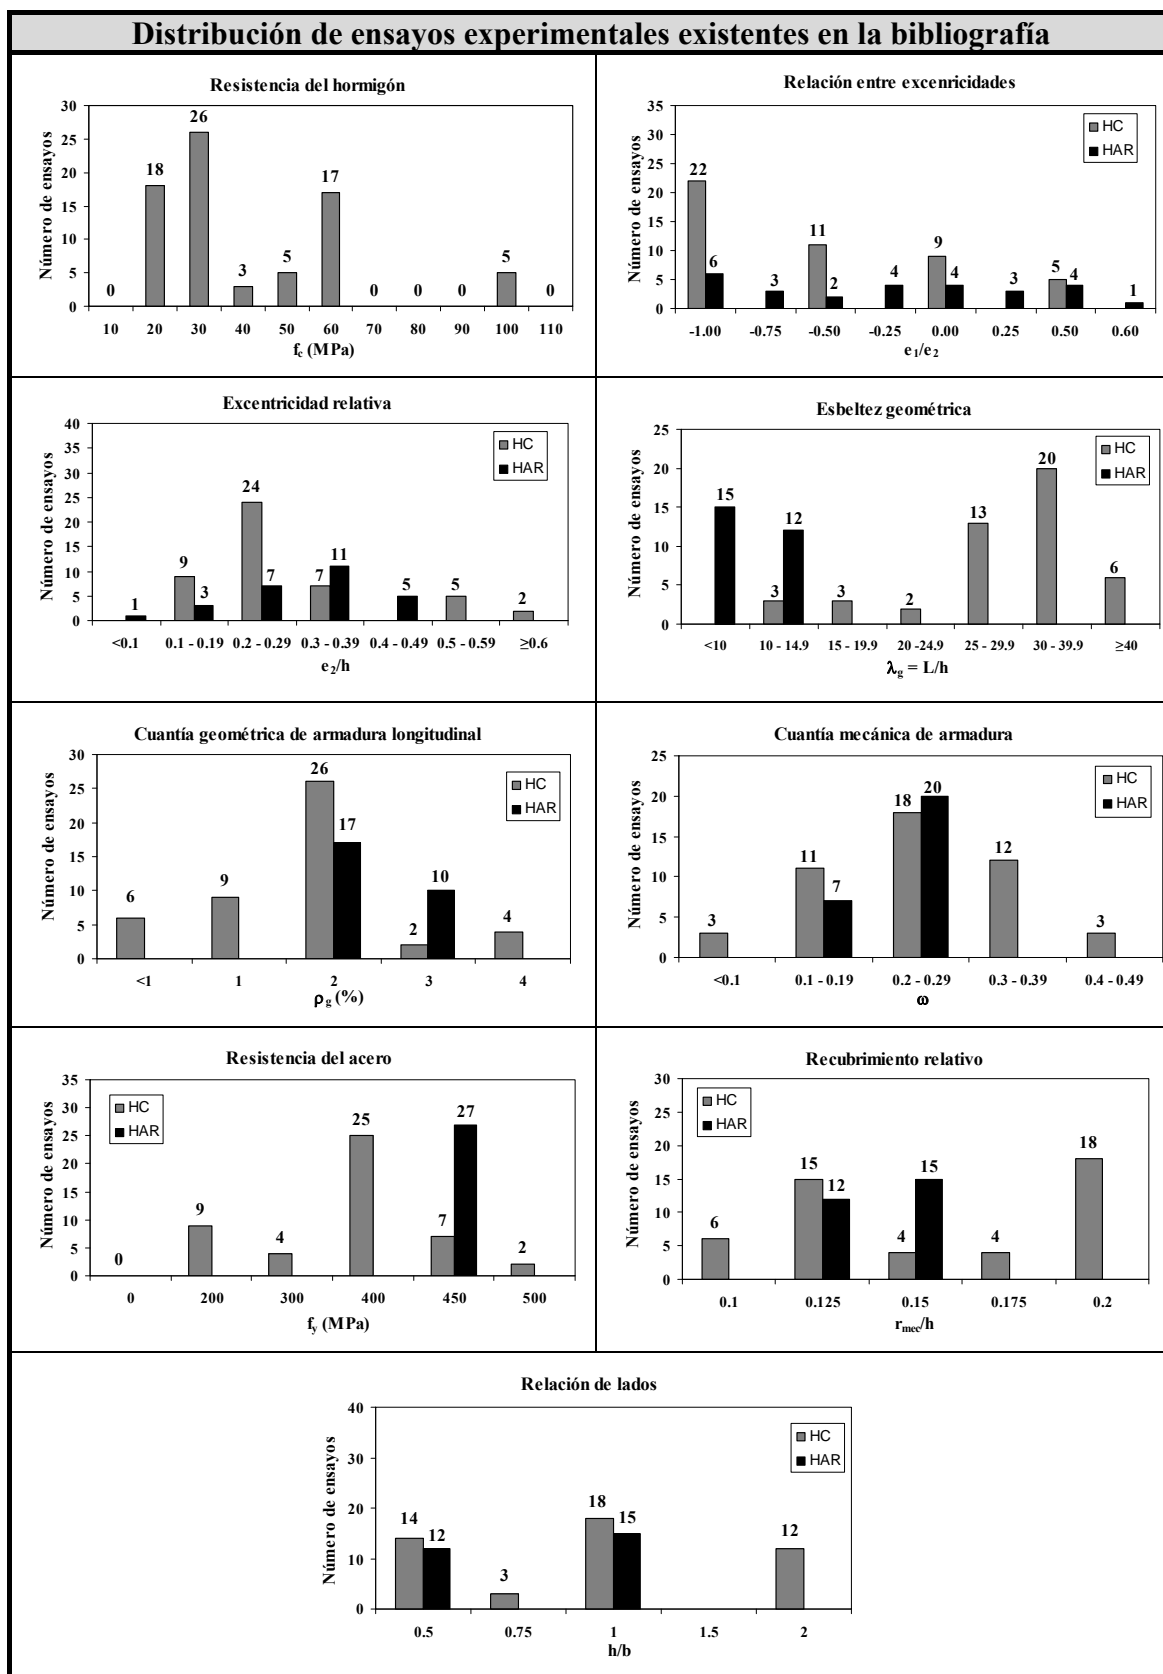 Distribución de ensayos experimentales existentes en la bibliografía
Resistencia del hormigón
Número de ensayos
30
25
20
15
10
5
0
0 18 26 3 5 17 0 0 0 5 0
10 20 30 40 50 60 70 80 90 100 110
fc (MPa)
Relación entre excenricidades
Número de ensayos
35
30
25
20
15
10
5
0
HC
HAR
22 6 3 11 2 4 9 4 3 5 4 1
-1.00 -0.75 -0.50 -0.25 0.00 0.25 0.50 0.60
e1/e2
Excentricidad relativa
Número de ensayos
40
35
30
25
20
15
10
5
0
HC
HAR
1 9 3 24 7 7 11 5 5 2
<0.1 0.1 - 0.19 0.2 - 0.29 0.3 - 0.39 0.4 - 0.49 0.5 - 0.59 ≥0.6
e2/h
Esbeltez geométrica
Número de ensayos
25
20
15
10
5
0
HC
HAR
15 3 12 3 2 13 20 6
<10 10 - 14.9 15 - 19.9 20 -24.9 25 - 29.9 30 - 39.9 ≥40
λg = L/h
Cuantía geométrica de armadura longitudinal
Número de ensayos
30
25
20
15
10
5
0
HC
HAR
6 9 26 17 2 10 4
<1 1 2 3 4
ρg (%)
Cuantía mecánica de armadura
Número de ensayos
25
20
15
10
5
0
HC
HAR
3 11 7 18 20 12 3
<0.1 0.1 - 0.19 0.2 - 0.29 0.3 - 0.39 0.4 - 0.49
ω
Resistencia del acero
Número de ensayos
35
30
25
20
15
10
5
0
HC
HAR
0 9 4 25 7 27 2
0 200 300 400 450 500
fy (MPa)
Recubrimiento relativo
Número de ensayos
30
25
20
15
10
5
0
HC
HAR
6 15 12 4 15 4 18
0.1 0.125 0.15 0.175 0.2
rmec/h
Relación de lados
Número de ensayos
40
30
20
10
0
HC
HAR
14 12 3 18 15 12
0.5 0.75 1 1.5 2
h/b